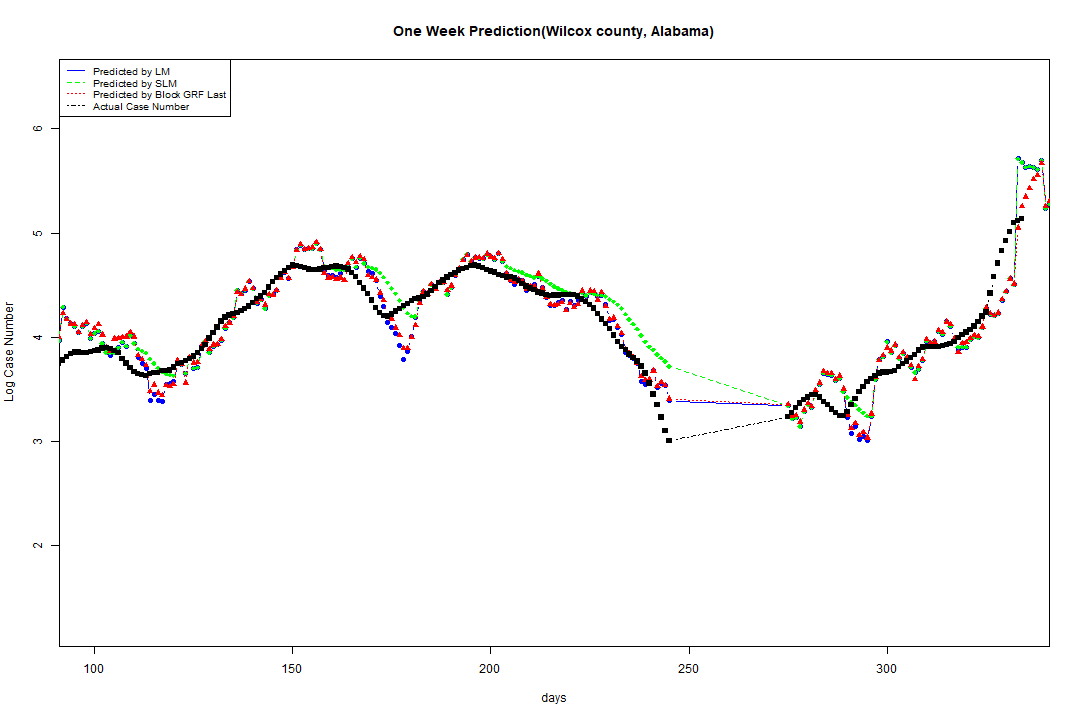 One Week Prediction(Wilcox county, Alabama)
Predicted by LM
Predicted by SLM
Predicted by Block GRF Last
Actual Case Number
6
5
4
3
2
Log Case Number
100 150 200 250 300
days